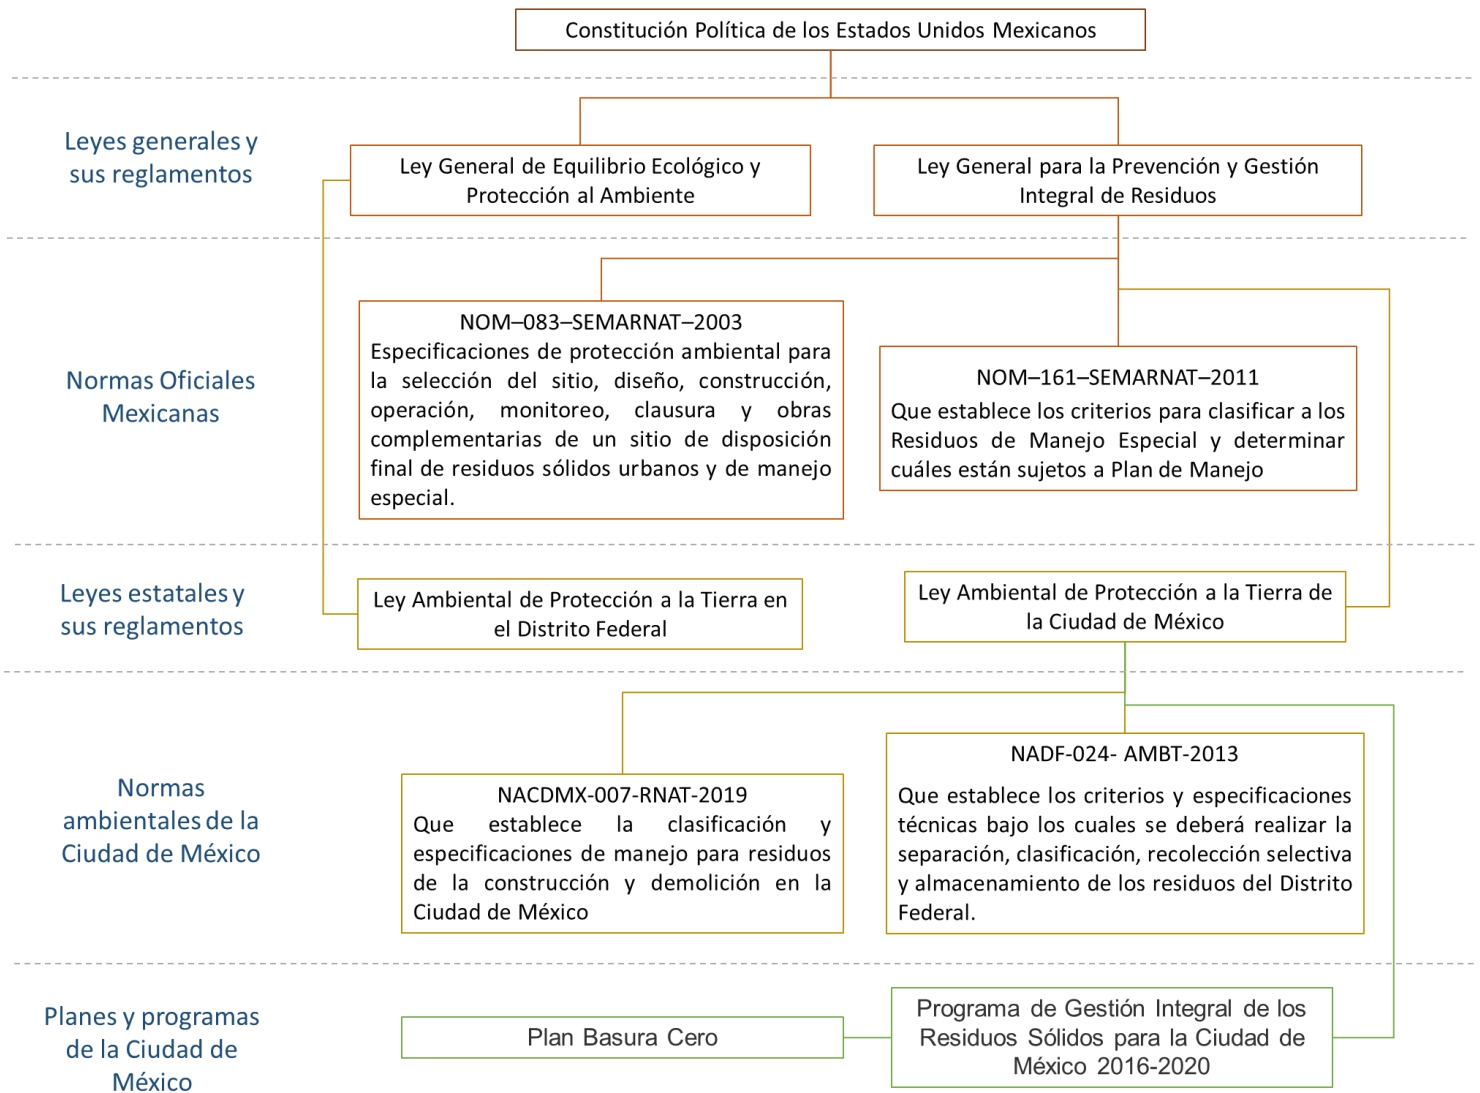 Constitución Política de los Estados Unidos Mexicanos
Leyes generales y
sus reglamentos
Ley General de Equilibrio Ecológico y
Protección al Ambiente
Ley General para la Prevención y Gestión
Integral de Residuos
Normas Oficiales
Mexicanas
NOM–083–SEMARNAT–2003
Especificaciones de protección ambiental para
la selección del sitio, diseño, construcción,
operación, monitoreo, clausura y obras
complementarias de un sitio de disposición
final de residuos sólidos urbanos y de manejo
especial.
NOM–161–SEMARNAT–2011
Que establece los criterios para clasificar a los
Residuos de Manejo Especial y determinar
cuáles están sujetos a Plan de Manejo
Leyes estatales y
sus reglamentos
Ley Ambiental de Protección a la Tierra en
el Distrito Federal
Ley Ambiental de Protección a la Tierra de
la Ciudad de México
Normas
ambientales de la
Ciudad de México
NACDMX-007-RNAT-2019
Que establece la clasificación y
especificaciones de manejo para residuos
de la construcción y demolición en la
Ciudad de México
NADF-024- AMBT-2013
Que establece los criterios y especificaciones
técnicas bajo los cuales se deberá realizar la
separación, clasificación, recolección selectiva
y almacenamiento de los residuos del Distrito
Federal.
Planes y programas
de la Ciudad de
México
Plan Basura Cero
Programa de Gestión Integral de los
Residuos Sólidos para la Ciudad de
México 2016-2020